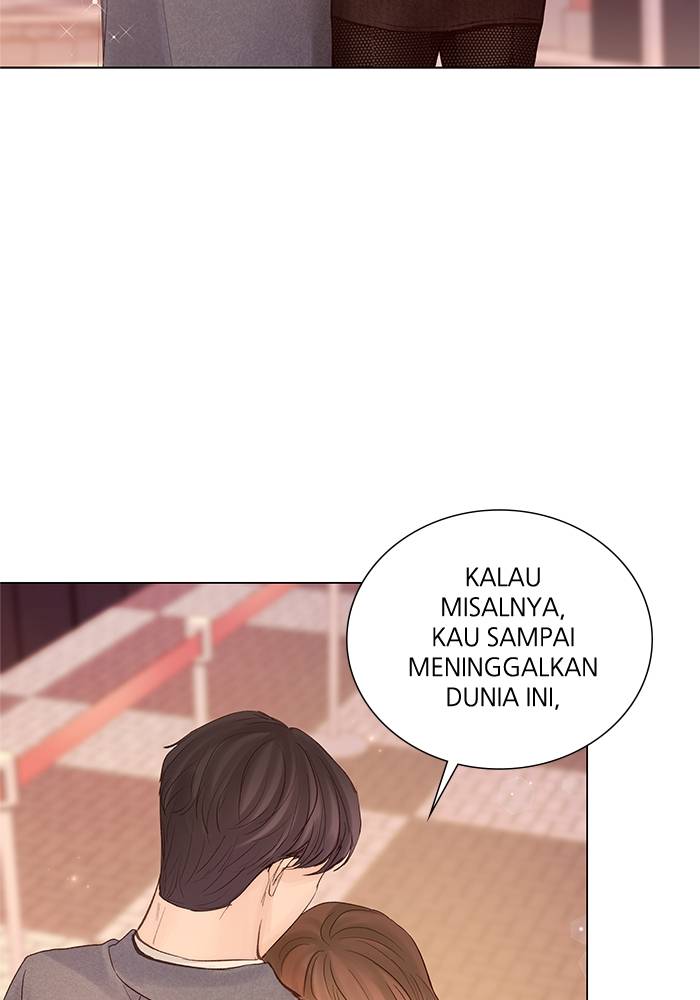 KALAU
MISALNYA,
KAU SAMPAI
MENINGGALKAN
DUNIA INI,